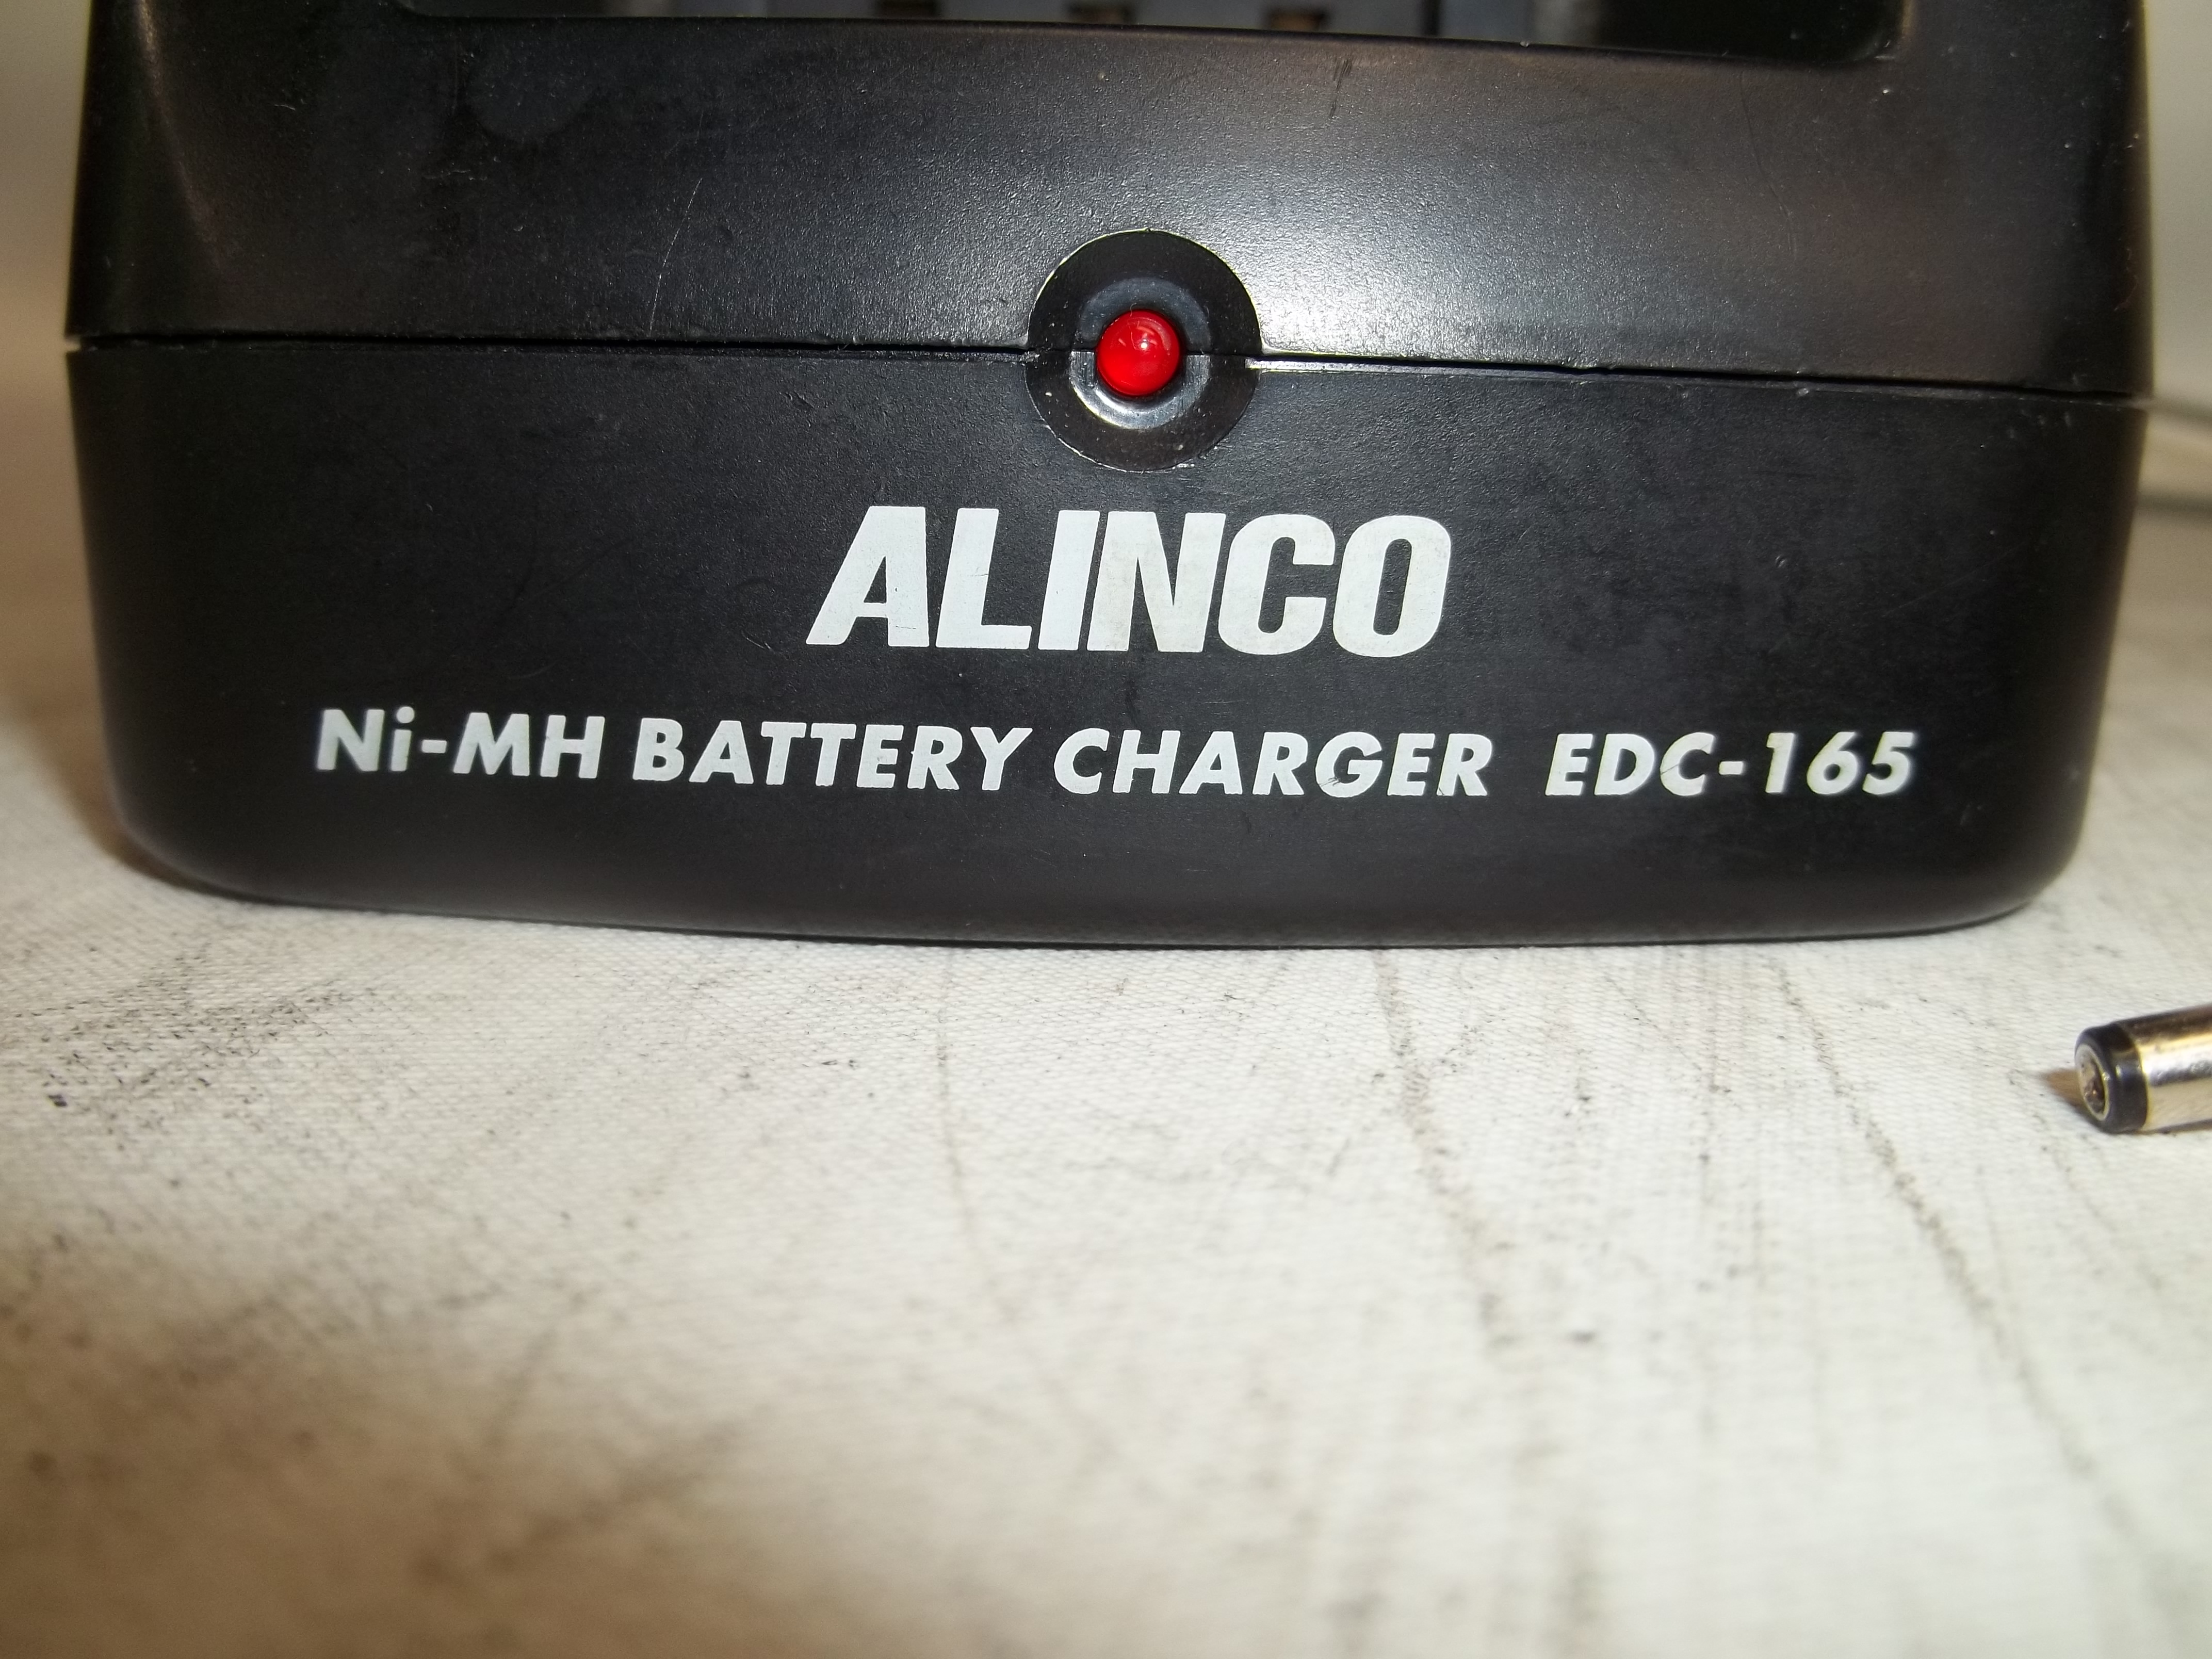 ALINCO
Ni-MH BATTERY CHARGER EDC-165